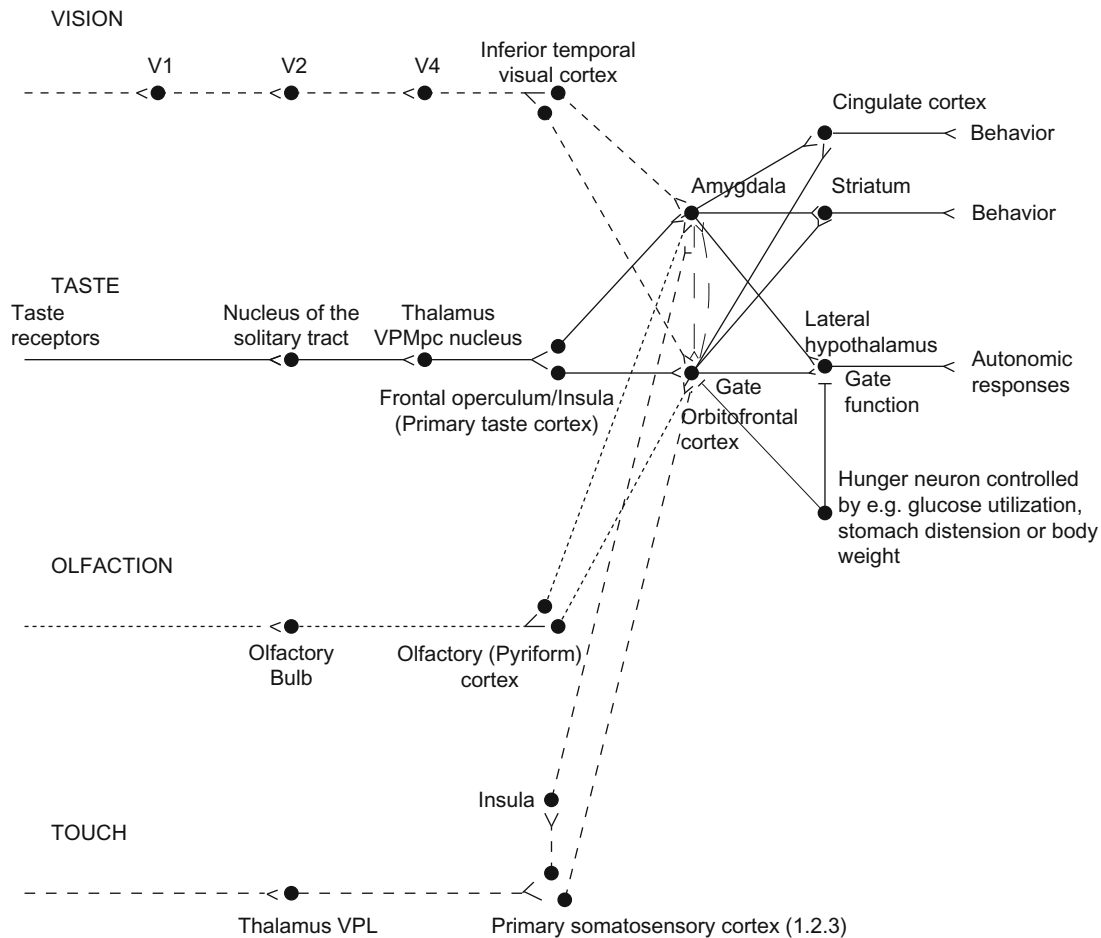 VISION
V1
V2
V4
Inferior temporal
visual cortex
Cingulate cortex
Behavior
Amygdala
Striatum
Behavior
TASTE
Taste
receptors
Nucleus of the
solitary tract
Thalamus
VPMpc nucleus
Frontal operculum/Insula
(Primary taste cortex)
Gate
Orbitofrontal
cortex
Lateral
hypothalamus
Gate
function
Autonomic
responses
Hunger neuron controlled
by e.g. glucose utilization,
stomach distension or body
weight
OLFACTION
Olfactory
Bulb
Olfactory (Pyriform)
cortex
TOUCH
Insula
Thalamus VPL
Primary somatosensory cortex (1.2.3)